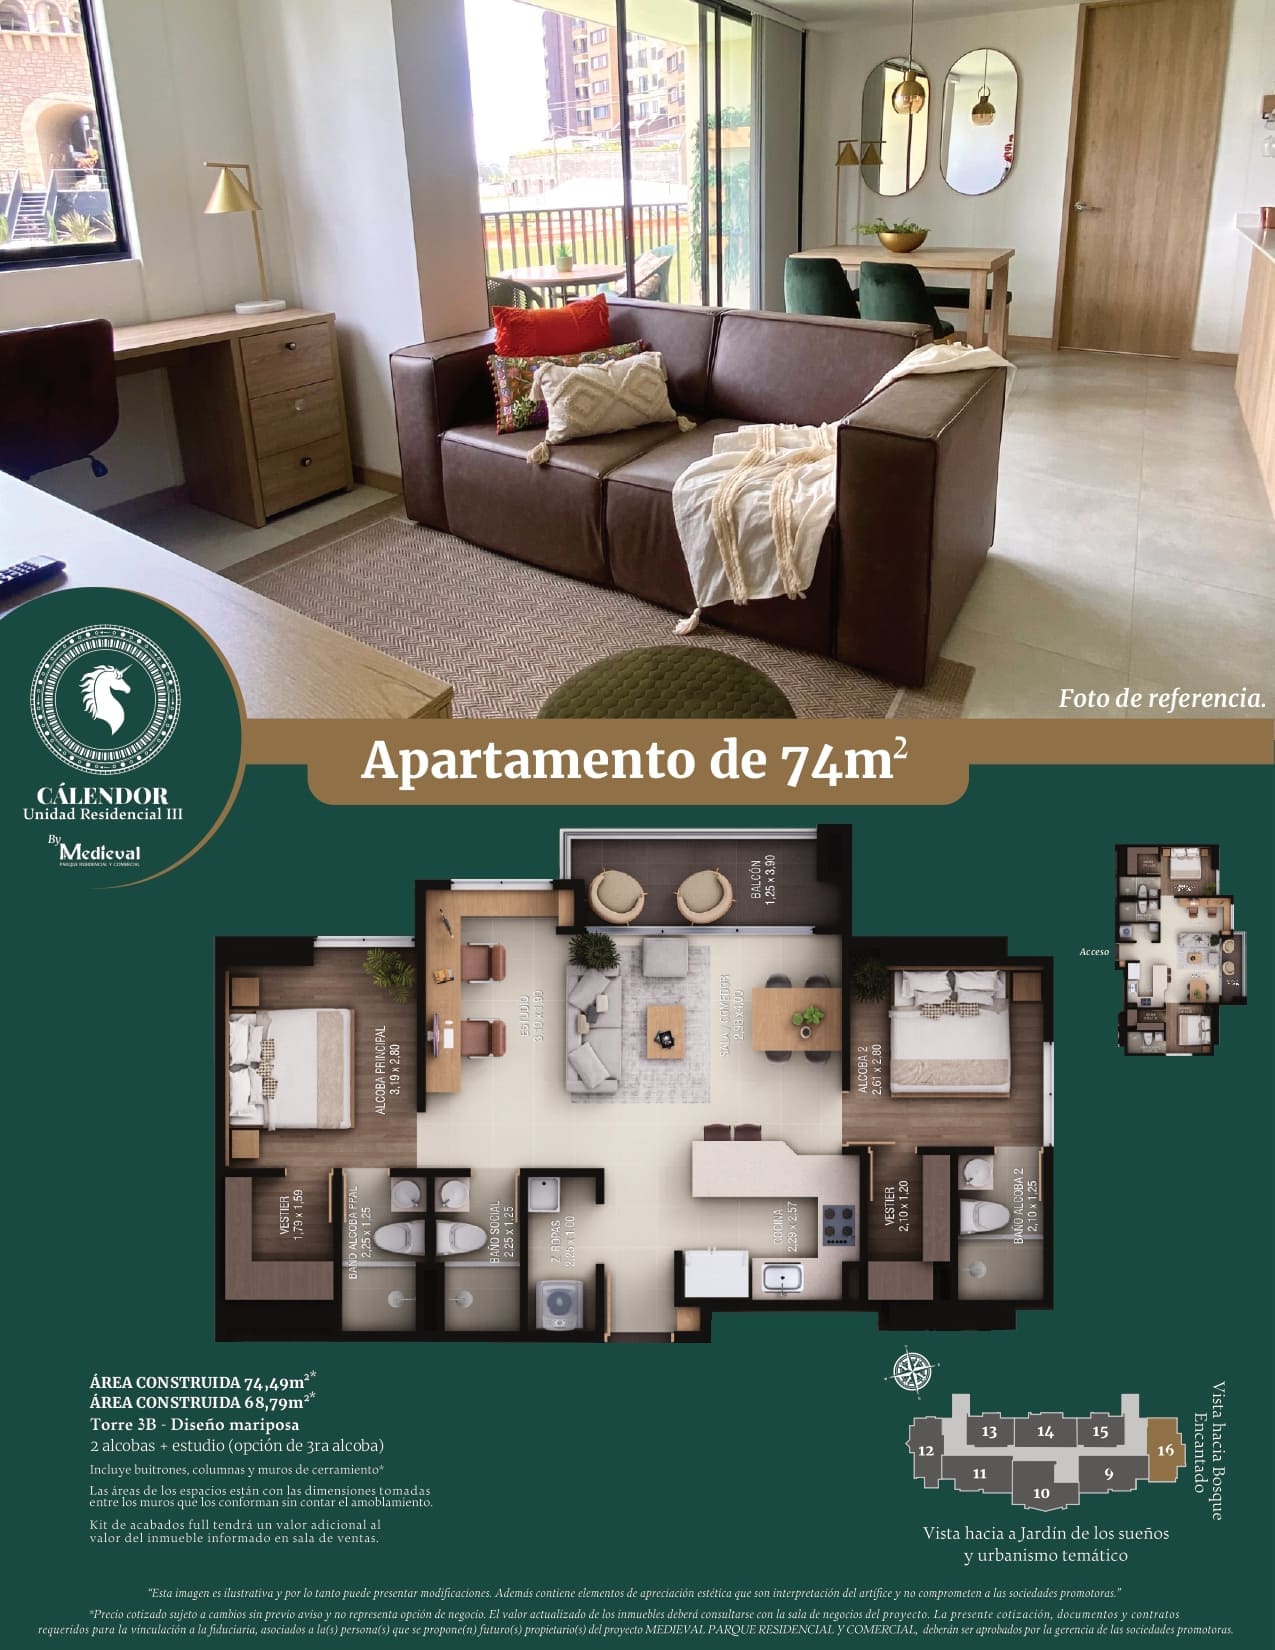 Foto de referencia.
CÁLENDOR
Unidad Residencial III
By
Medieval
PARQUE RESIDENCIAL Y COMERCIAL
Apartamento de 74m²
BALCÓN
1,25 x 3,90
Acceso
ESTUDIO
SALA / COMEDOR
2,93 x 4,00
ALCOBA PRINCIPAL
3,19 x 2,80
ALCOBA 2
2,61 x 2,80
VESTIER
1,79 x 1,59
BAÑO ALCOBA PPAL
2,25 x 1,25
BAÑO SOCIAL
2,25 x 1,25
Z. ROPAS
2,25 x 1,00
COCINA
2,29 x 2,57
VESTIER
2,10 x 1,20
BAÑO ALCOBA 2
2,10 x 1,25
ÁREA CONSTRUIDA 74,49m²*
ÁREA CONSTRUIDA 68,79m²*
Torre 3B - Diseño mariposa
2 alcobas + estudio (opción de 3ra alcoba)
Incluye buitrones, columnas y muros de cerramiento*
Las áreas de los espacios están con las dimensiones tomadas
entre los muros que los conforman sin contar el amoblamiento.
Kit de acabados full tendrá un valor adicional al
valor del inmueble informado en sala de ventas.
12
13
14
15
16
11
10
9
Vista hacia Bosque
Encantado
Vista hacia a Jardín de los sueños
y urbanismo temático
“Esta imagen es ilustrativa y por lo tanto puede presentar modificaciones. Además contiene elementos de apreciación estética que son interpretación del artífice y no comprometen a las sociedades promotoras.”
*Precio cotizado sujeto a cambios sin previo aviso y no representa opción de negocio. El valor actualizado de los inmuebles deberá consultarse con la sala de negocios del proyecto. La presente cotización, documentos y contratos
requeridos para la vinculación a la fiduciaria, asociados a la(s) persona(s) que se propone(n) futuro(s) propietario(s) del proyecto MEDIEVAL PARQUE RESIDENCIAL Y COMERCIAL, deberán ser aprobados por la gerencia de las sociedades promotoras.